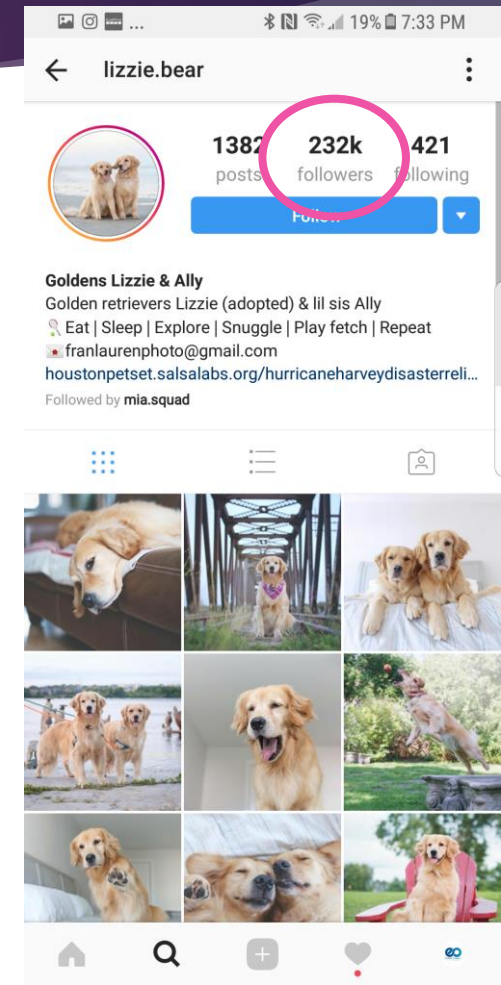 ... 19% 7:33 PM
lizzie.bear
1382 232k 421
posts followers following
Follow
Goldens Lizzie & Ally
Golden retrievers Lizzie (adopted) & lil sis Ally
Eat | Sleep | Explore | Snuggle | Play fetch | Repeat
franlaurenphoto@gmail.com
houstonpetset.salsalabs.org/hurricaneharveydisasterreli...
Followed by mia.squad